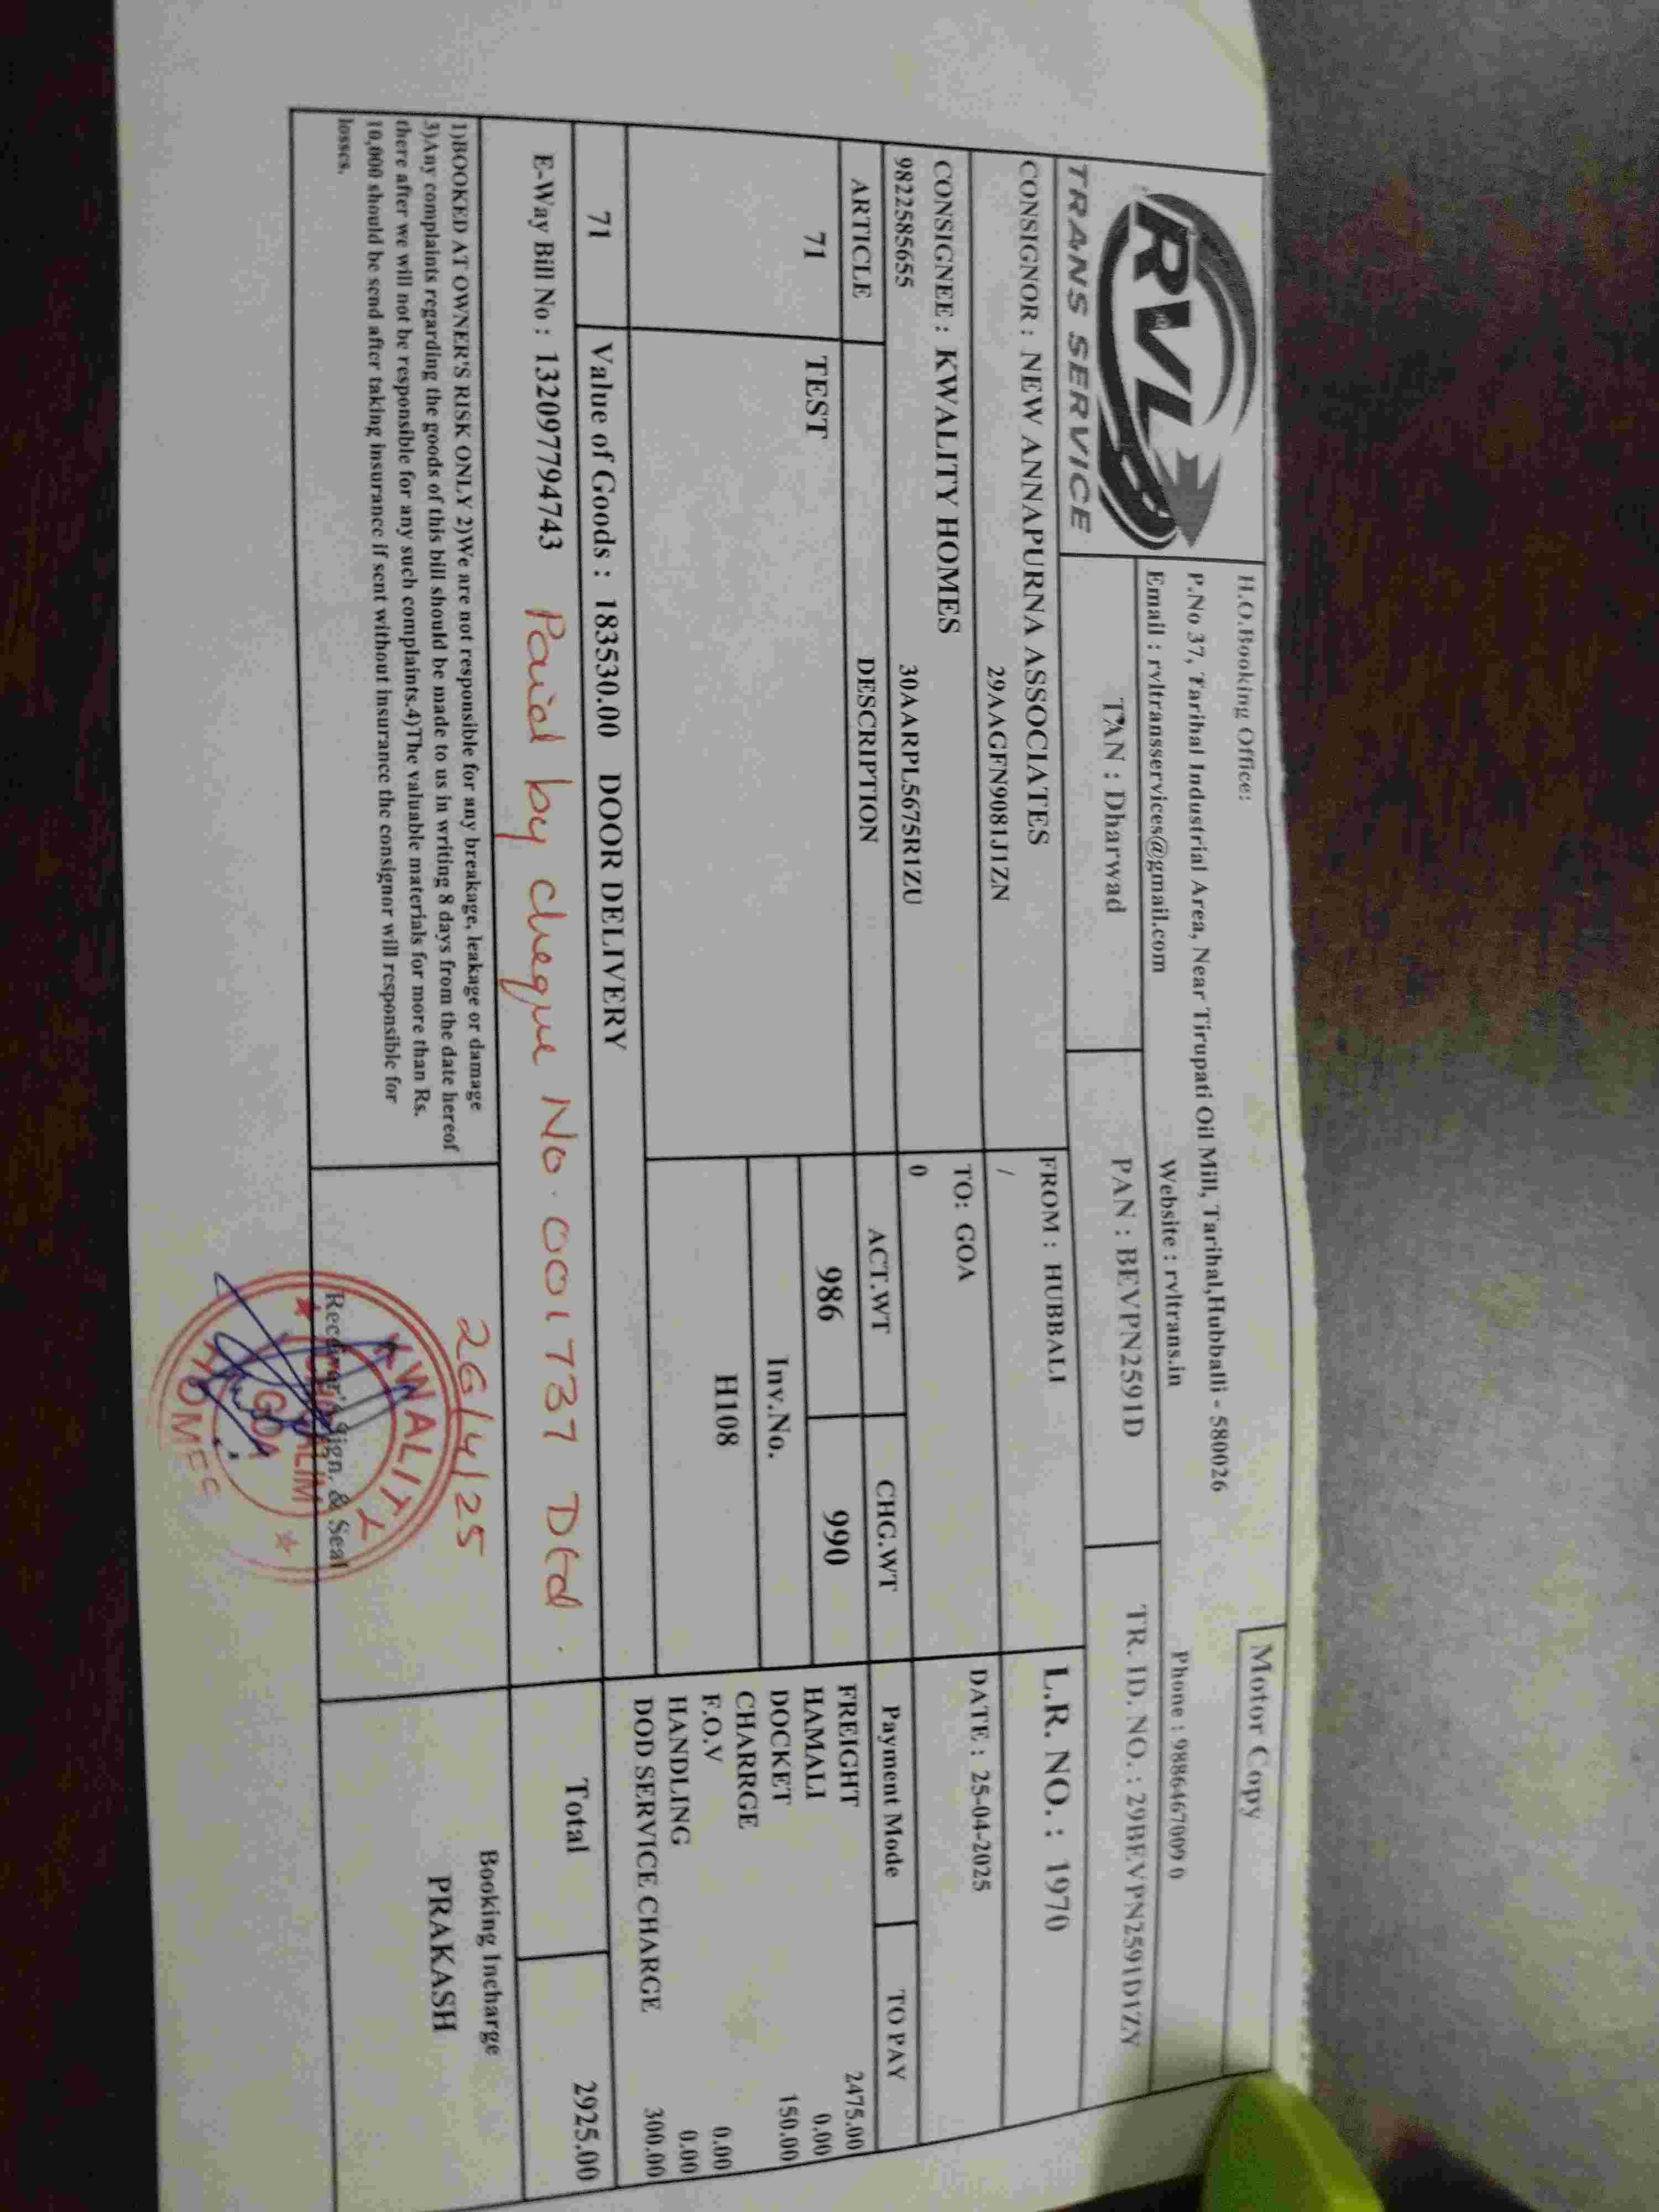 Motor Copy
H.O.Booking Office:
P.No 37, Tarihal Industrial Area, Near Tirupati Oil Mill, Tarihal,Hubballi - 580026
Email : rvltransservices@gmail.com Website : rvltrans.in Phone : 9886467009 0
RVL
TRANS SERVICE
TAN : Dharwad PAN : BEVPN2591D TR. ID. NO. : 29BEVPN2591D1ZY
CONSIGNOR : NEW ANNAPURNA ASSOCIATES FROM : HUBBALI L.R. NO. : 1970
29AAGFN9081J1ZN /
CONSIGNEE : KWALITY HOMES TO: GOA DATE : 25-04-2025
9822585655 30AARPL5675R1ZU 0
ARTICLE DESCRIPTION ACT.WT CHG.WT Payment Mode TO PAY
71 TEST 986 990 FREIGHT 2475.00
HAMALI 0.00
Inv.No. DOCKET 150.00
CHARRGE
H108 F.O.V 0.00
HANDLING 0.00
DOD SERVICE CHARGE 300.00
71 Value of Goods : 183530.00 DOOR DELIVERY Total 2925.00
E-Way Bill No : 132097794743 Paid by cheque No. 001737 Dtd.
26/4/25
1)BOOKED AT OWNER'S RISK ONLY 2)We are not responsible for any breakage, leakage or damage
3)Any complaints regarding the goods of this bill should be made to us in writing 8 days from the date hereof
there after we will not be responsible for any such complaints.4)The valuable materials for more than Rs.
10,000 should be send after taking insurance if sent without insurance the consignor will responsible for
losses.
Receiver's Sign. & Seal
KWALITY HOMES
GOA
Booking Incharge
PRAKASH